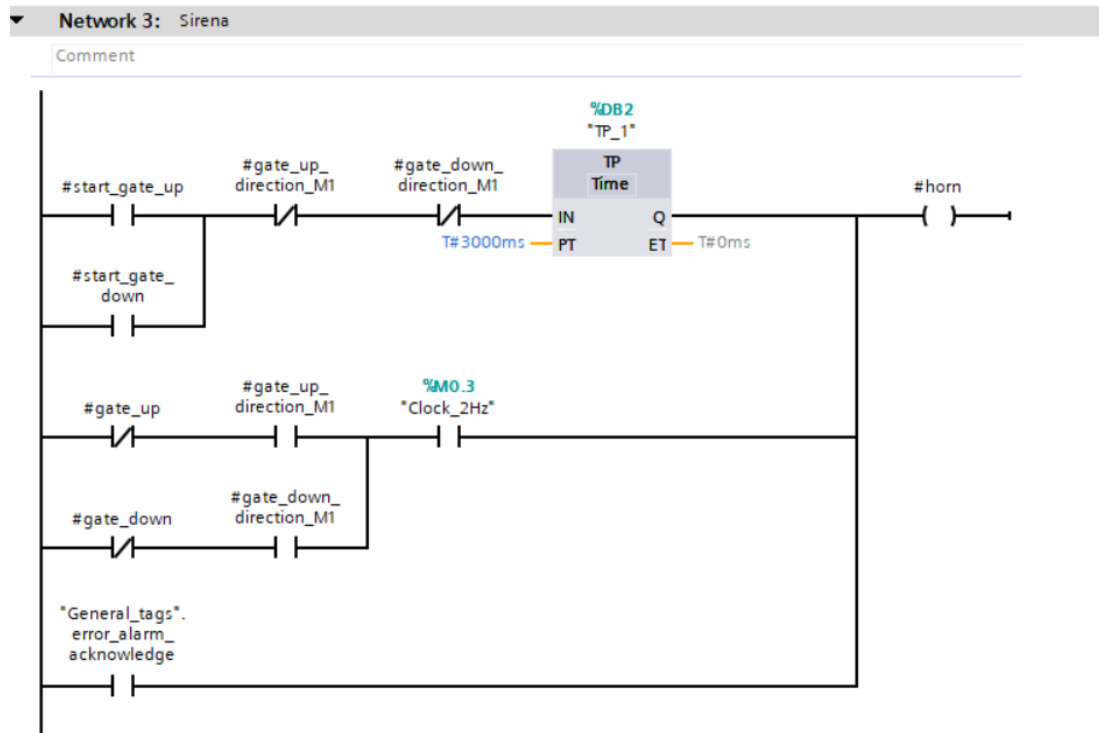 Network 3: Sirena
Comment
%DB2
"TP_1"
TP
Time
#start_gate_up
#gate_up_
direction_M1
#gate_down_
direction_M1
IN
Q
#horn
T#3000ms
PT
ET
T#0ms
#start_gate_
down
#gate_up
#gate_up_
direction_M1
%M0.3
"Clock_2Hz"
#gate_down
#gate_down_
direction_M1
"General_tags".
error_alarm_
acknowledge